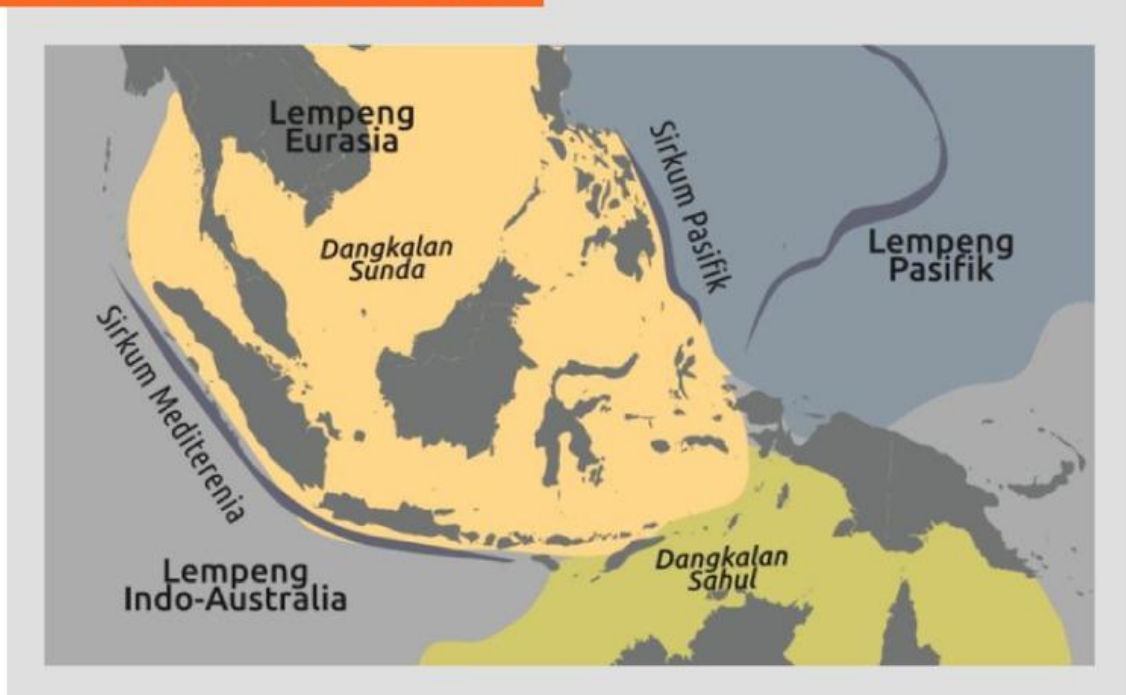 Lempeng
Eurasia
Sirkum Pasifik
Dangkalan
Sunda
Lempeng
Pasifik
Sirkum Mediterenia
Dangkalan
Sahul
Lempeng
Indo-Australia